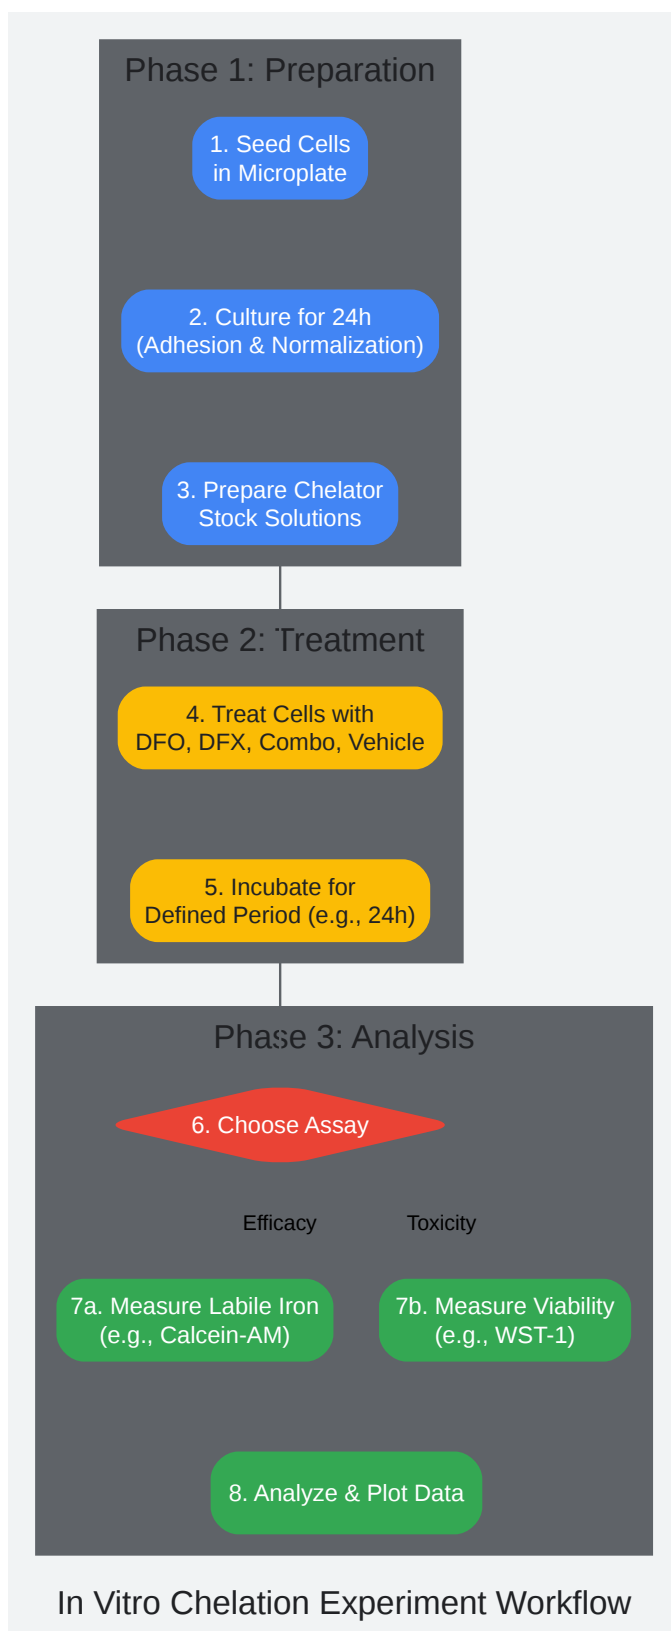 Phase 1: Preparation
1. Seed Cells
in Microplate
2. Culture for 24h
(Adhesion & Normalization)
3. Prepare Chelator
Stock Solutions
Phase 2: Treatment
4. Treat Cells with
DFO, DFX, Combo, Vehicle
5. Incubate for
Defined Period (e.g., 24h)
Phase 3: Analysis
6. Choose Assay
Efficacy
Toxicity
7a. Measure Labile Iron
(e.g., Calcein-AM)
7b. Measure Viability
(e.g., WST-1)
8. Analyze & Plot Data
In Vitro Chelation Experiment Workflow